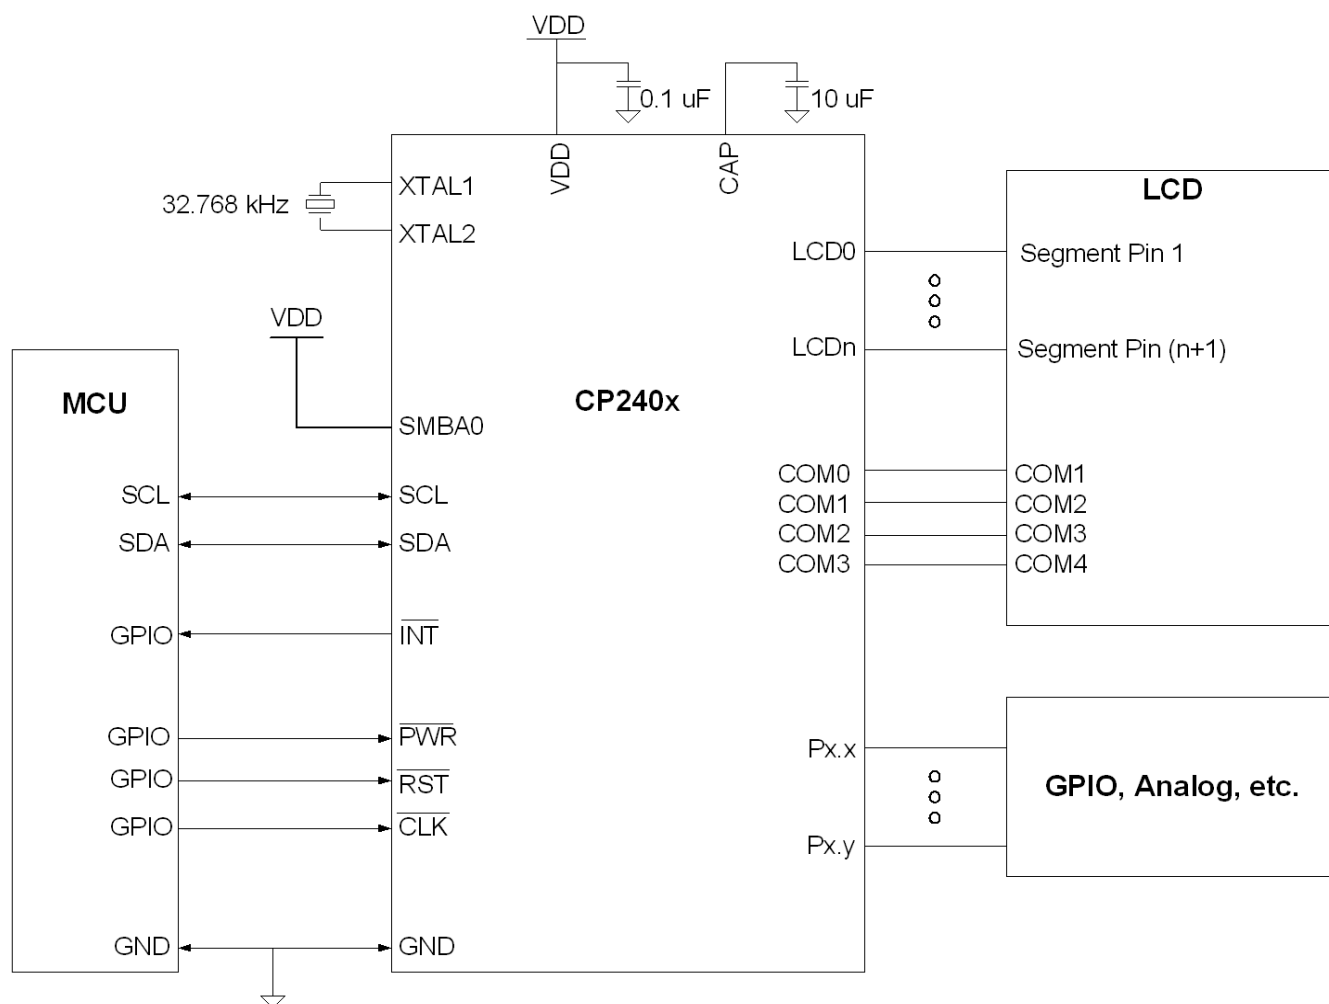 VDD
0.1 uF
10 uF
VDD
CAP
32.768 kHz
XTAL1
XTAL2
LCD
LCD0
Segment Pin 1
VDD
LCDn
Segment Pin (n+1)
MCU
CP240x
SMBA0
COM0
COM1
SCL
SCL
COM1
COM2
COM2
COM3
SDA
SDA
COM3
COM4
GPIO
INT
GPIO
PWR
Px.x
GPIO
RST
GPIO, Analog, etc.
GPIO
CLK
Px.y
GND
GND